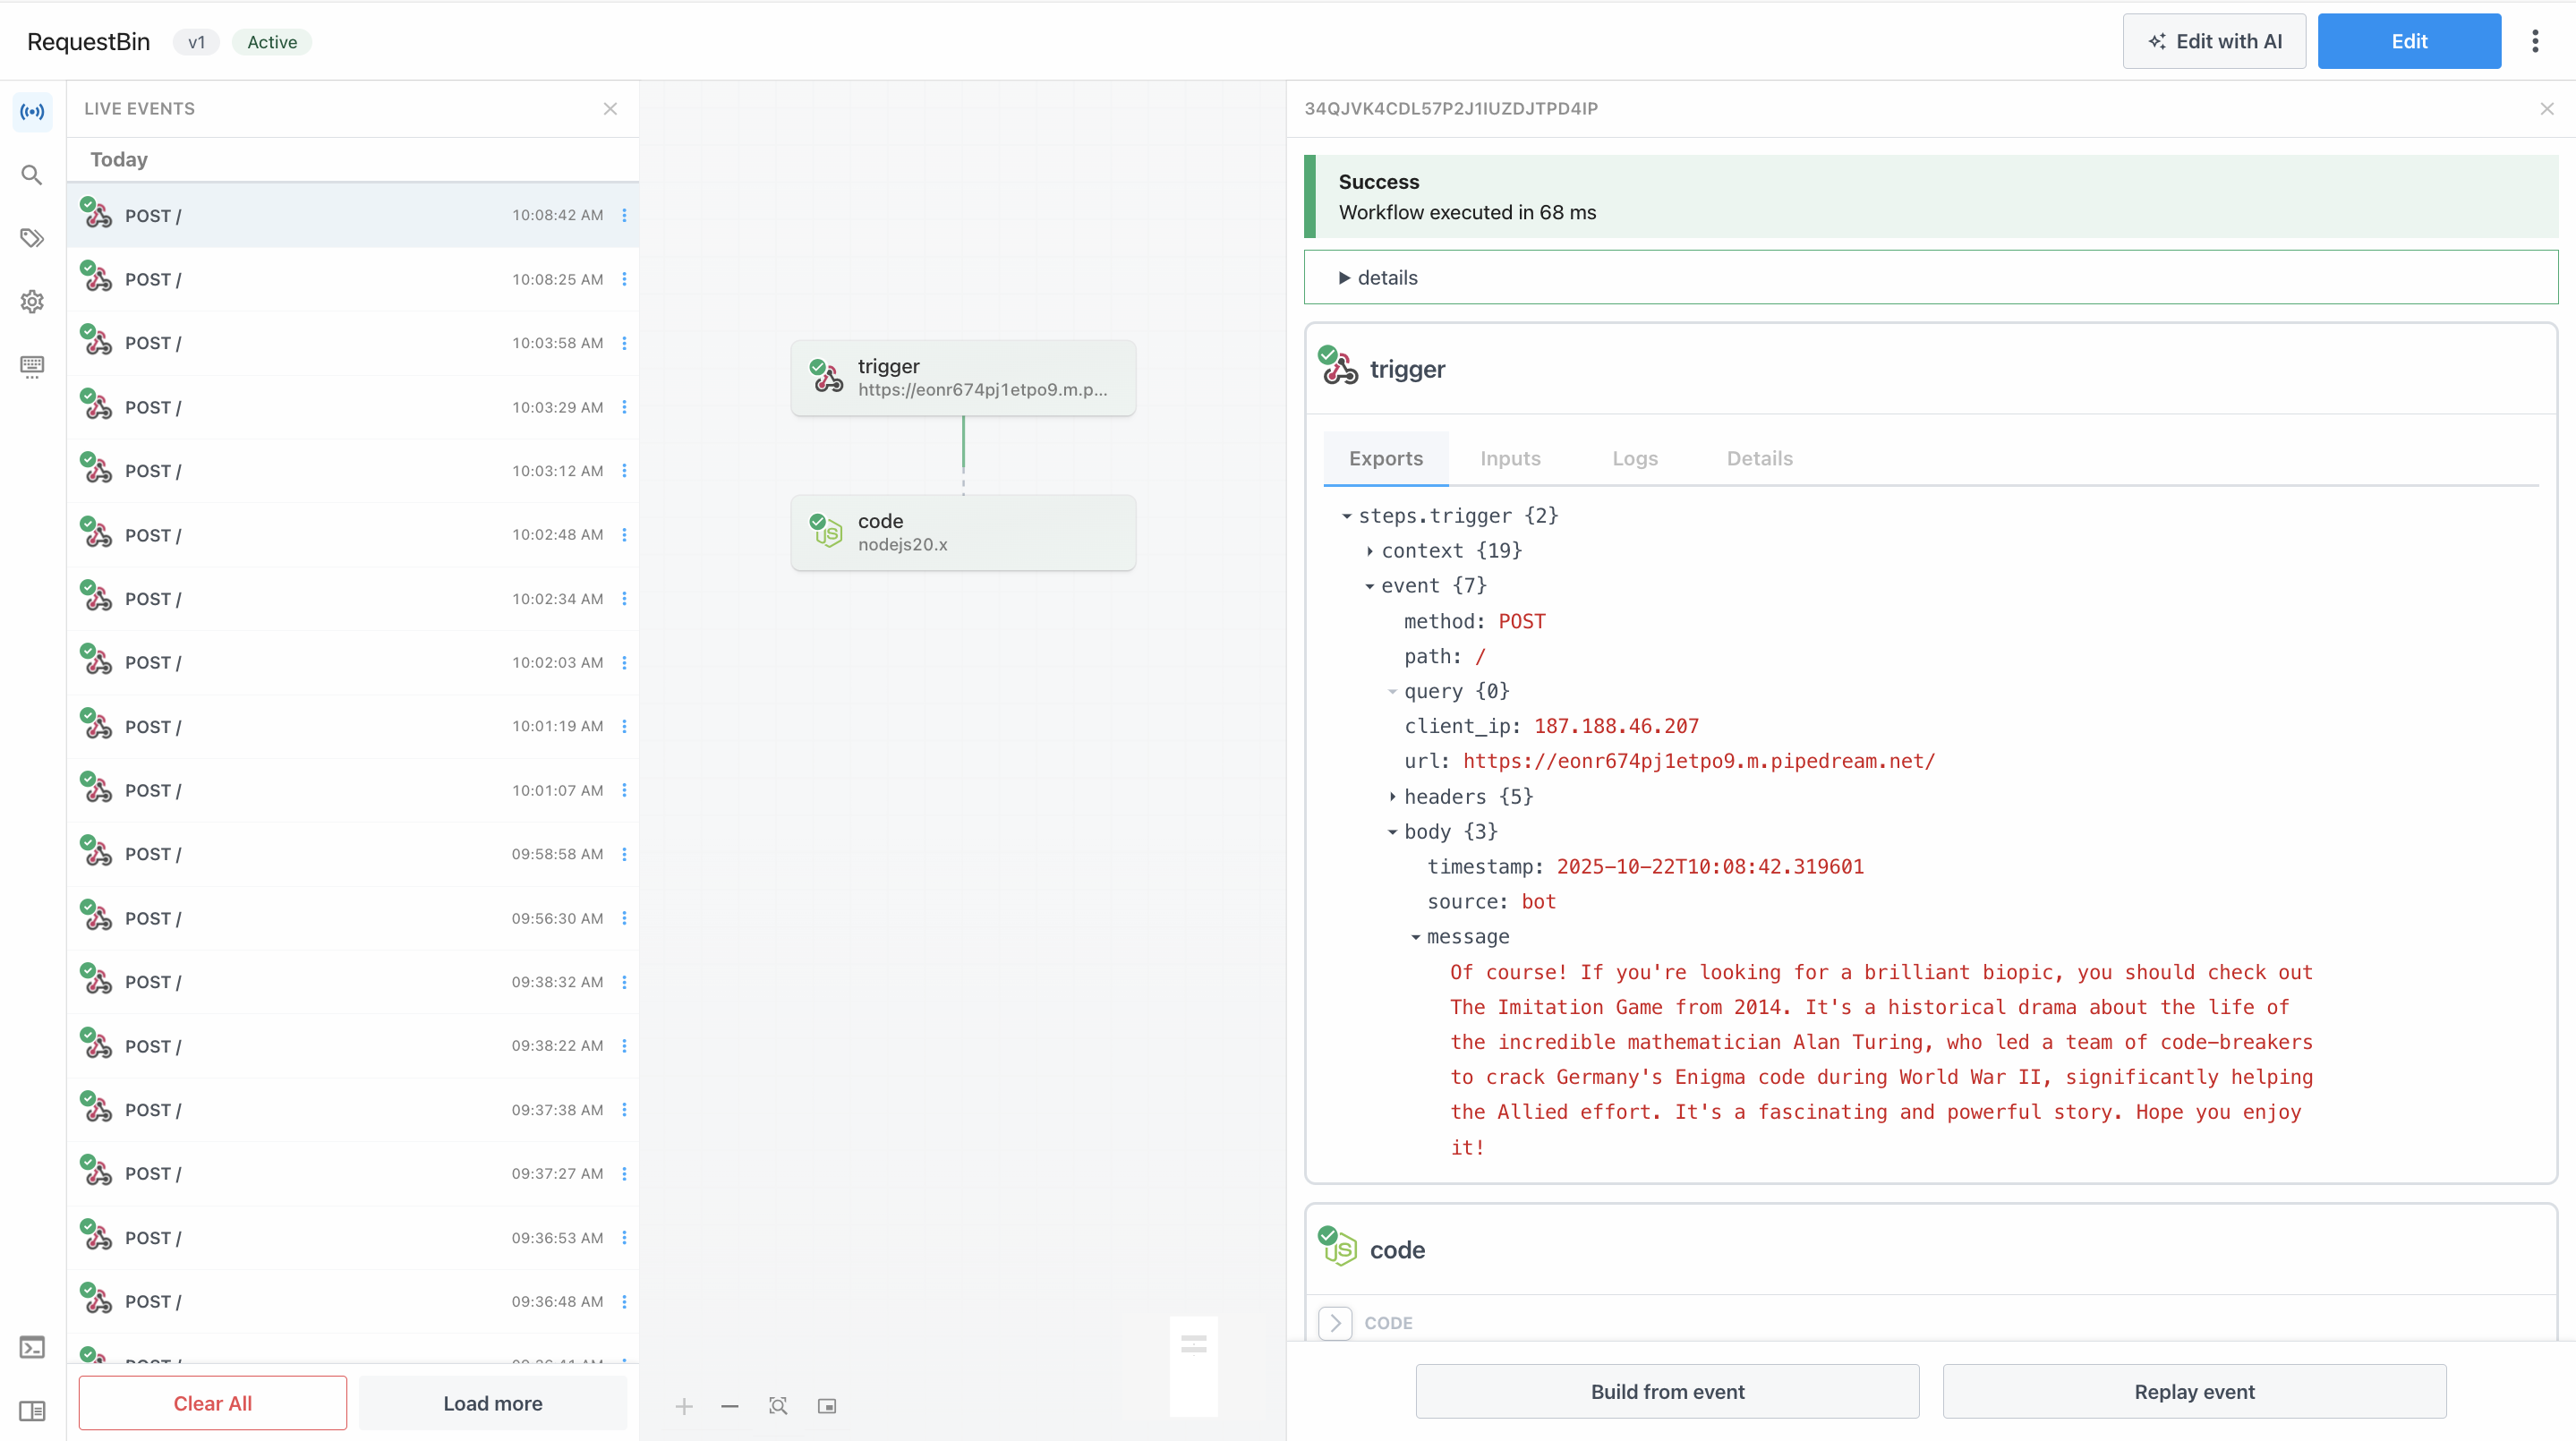 RequestBin
v1
Active
Edit with AI
Edit
LIVE EVENTS
Today
POST /
10:08:42 AM
POST /
10:08:25 AM
POST /
10:03:58 AM
POST /
10:03:29 AM
POST /
10:03:12 AM
POST /
10:02:48 AM
POST /
10:02:34 AM
POST /
10:02:03 AM
POST /
10:01:19 AM
POST /
10:01:07 AM
POST /
09:58:58 AM
POST /
09:56:30 AM
POST /
09:38:32 AM
POST /
09:38:22 AM
POST /
09:37:38 AM
POST /
09:37:27 AM
POST /
09:36:53 AM
POST /
09:36:48 AM
Clear All
Load more
trigger
https://eonr674pj1etpo9.m.p...
code
nodejs20.x
34QJVK4CDL57P2J1IUZDJTPD4IP
Success
Workflow executed in 68 ms
details
trigger
Exports
Inputs
Logs
Details
steps.trigger {2}
context {19}
event {7}
method: POST
path: /
query {0}
client_ip: 187.188.46.207
url: https://eonr674pj1etpo9.m.pipedream.net/
headers {5}
body {3}
timestamp: 2025-10-22T10:08:42.319601
source: bot
message
Of course! If you're looking for a brilliant biopic, you should check out
The Imitation Game from 2014. It's a historical drama about the life of
the incredible mathematician Alan Turing, who led a team of code-breakers
to crack Germany's Enigma code during World War II, significantly helping
the Allied effort. It's a fascinating and powerful story. Hope you enjoy
it!
code
CODE
Build from event
Replay event